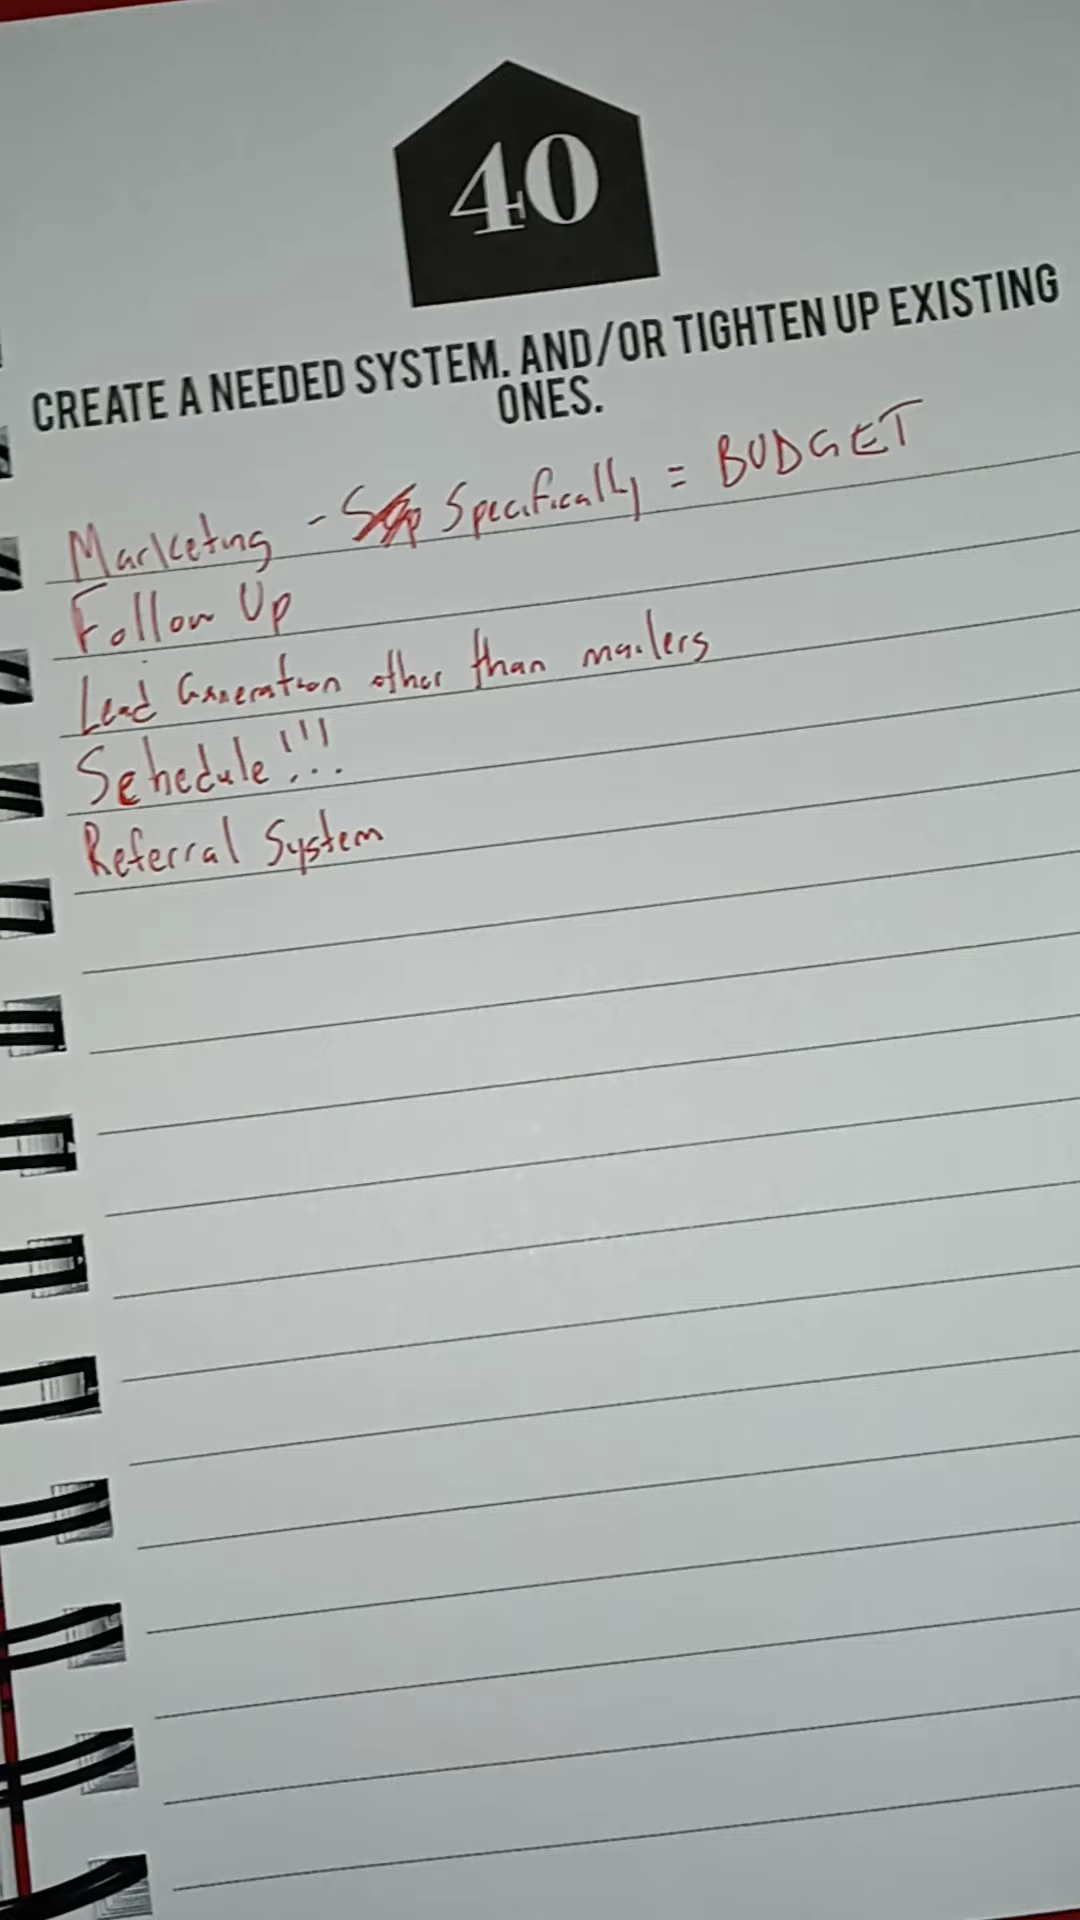 40
CREATE A NEEDED SYSTEM. AND/OR TIGHTEN UP EXISTING
ONES.
Marketing - Specifically = BUDGET
Follow Up
Lead Generation other than mailers
Schedule!!!
Referral System